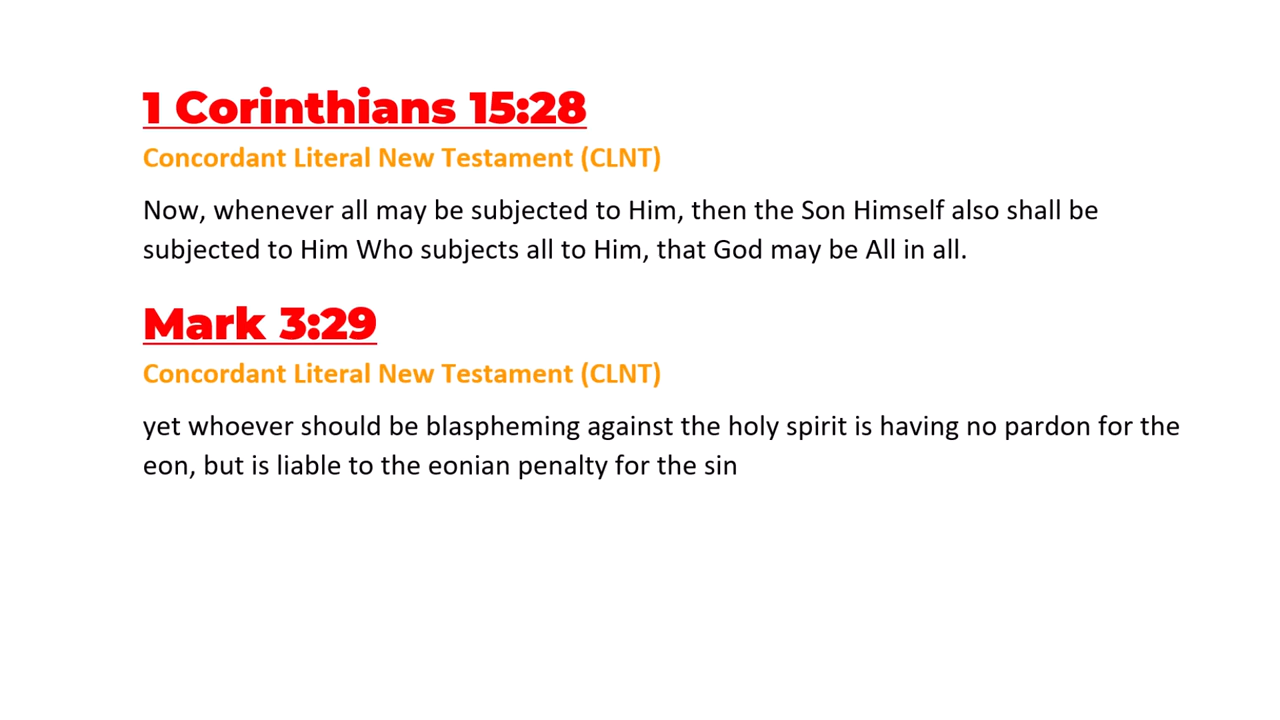 1 Corinthians 15:28
Concordant Literal New Testament (CLNT)
Now, whenever all may be subjected to Him, then the Son Himself also shall be
subjected to Him Who subjects all to Him, that God may be All in all.
Mark 3:29
Concordant Literal New Testament (CLNT)
yet whoever should be blaspheming against the holy spirit is having no pardon for the
eon, but is liable to the eonian penalty for the sin